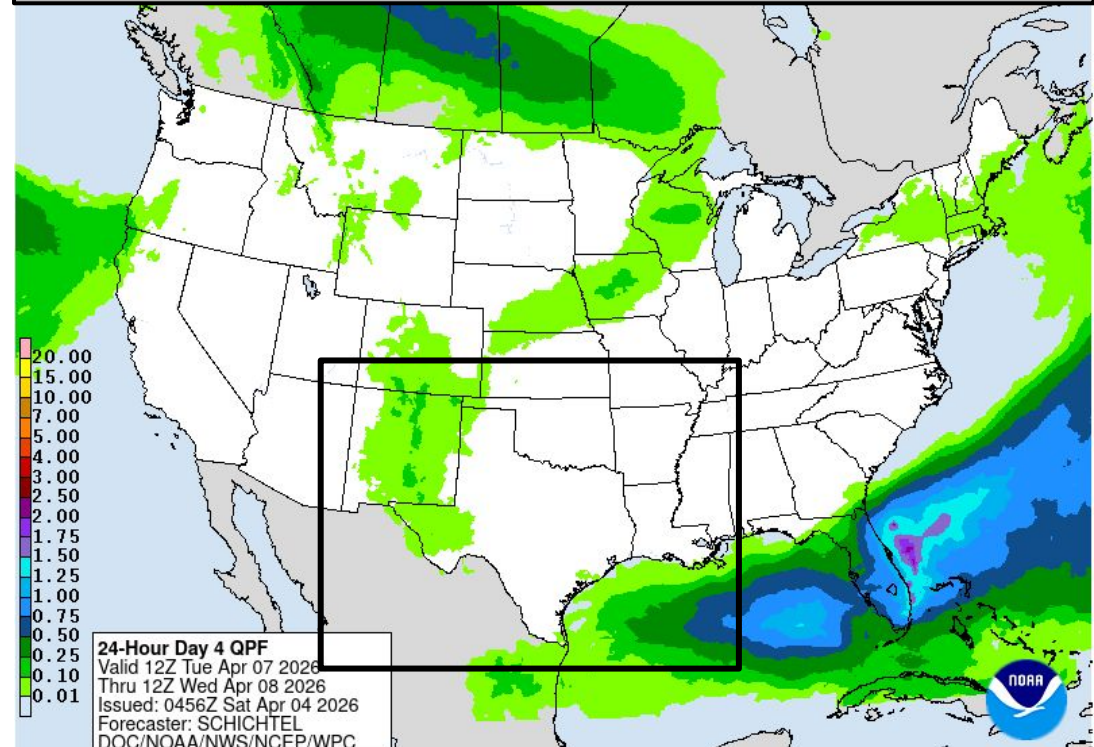 20.00
15.00
10.00
7.00
5.00
4.00
3.00
2.50
2.00
1.75
1.50
1.25
1.00
0.75
0.50
0.25
0.10
0.01
24-Hour Day 4 QPF
Valid 12Z Tue Apr 07 2026
Thru 12Z Wed Apr 08 2026
Issued: 0456Z Sat Apr 04 2026
Forecaster: SCHICHTEL
DOC/NOAA/NWS/NCEP/WPC
NOAA